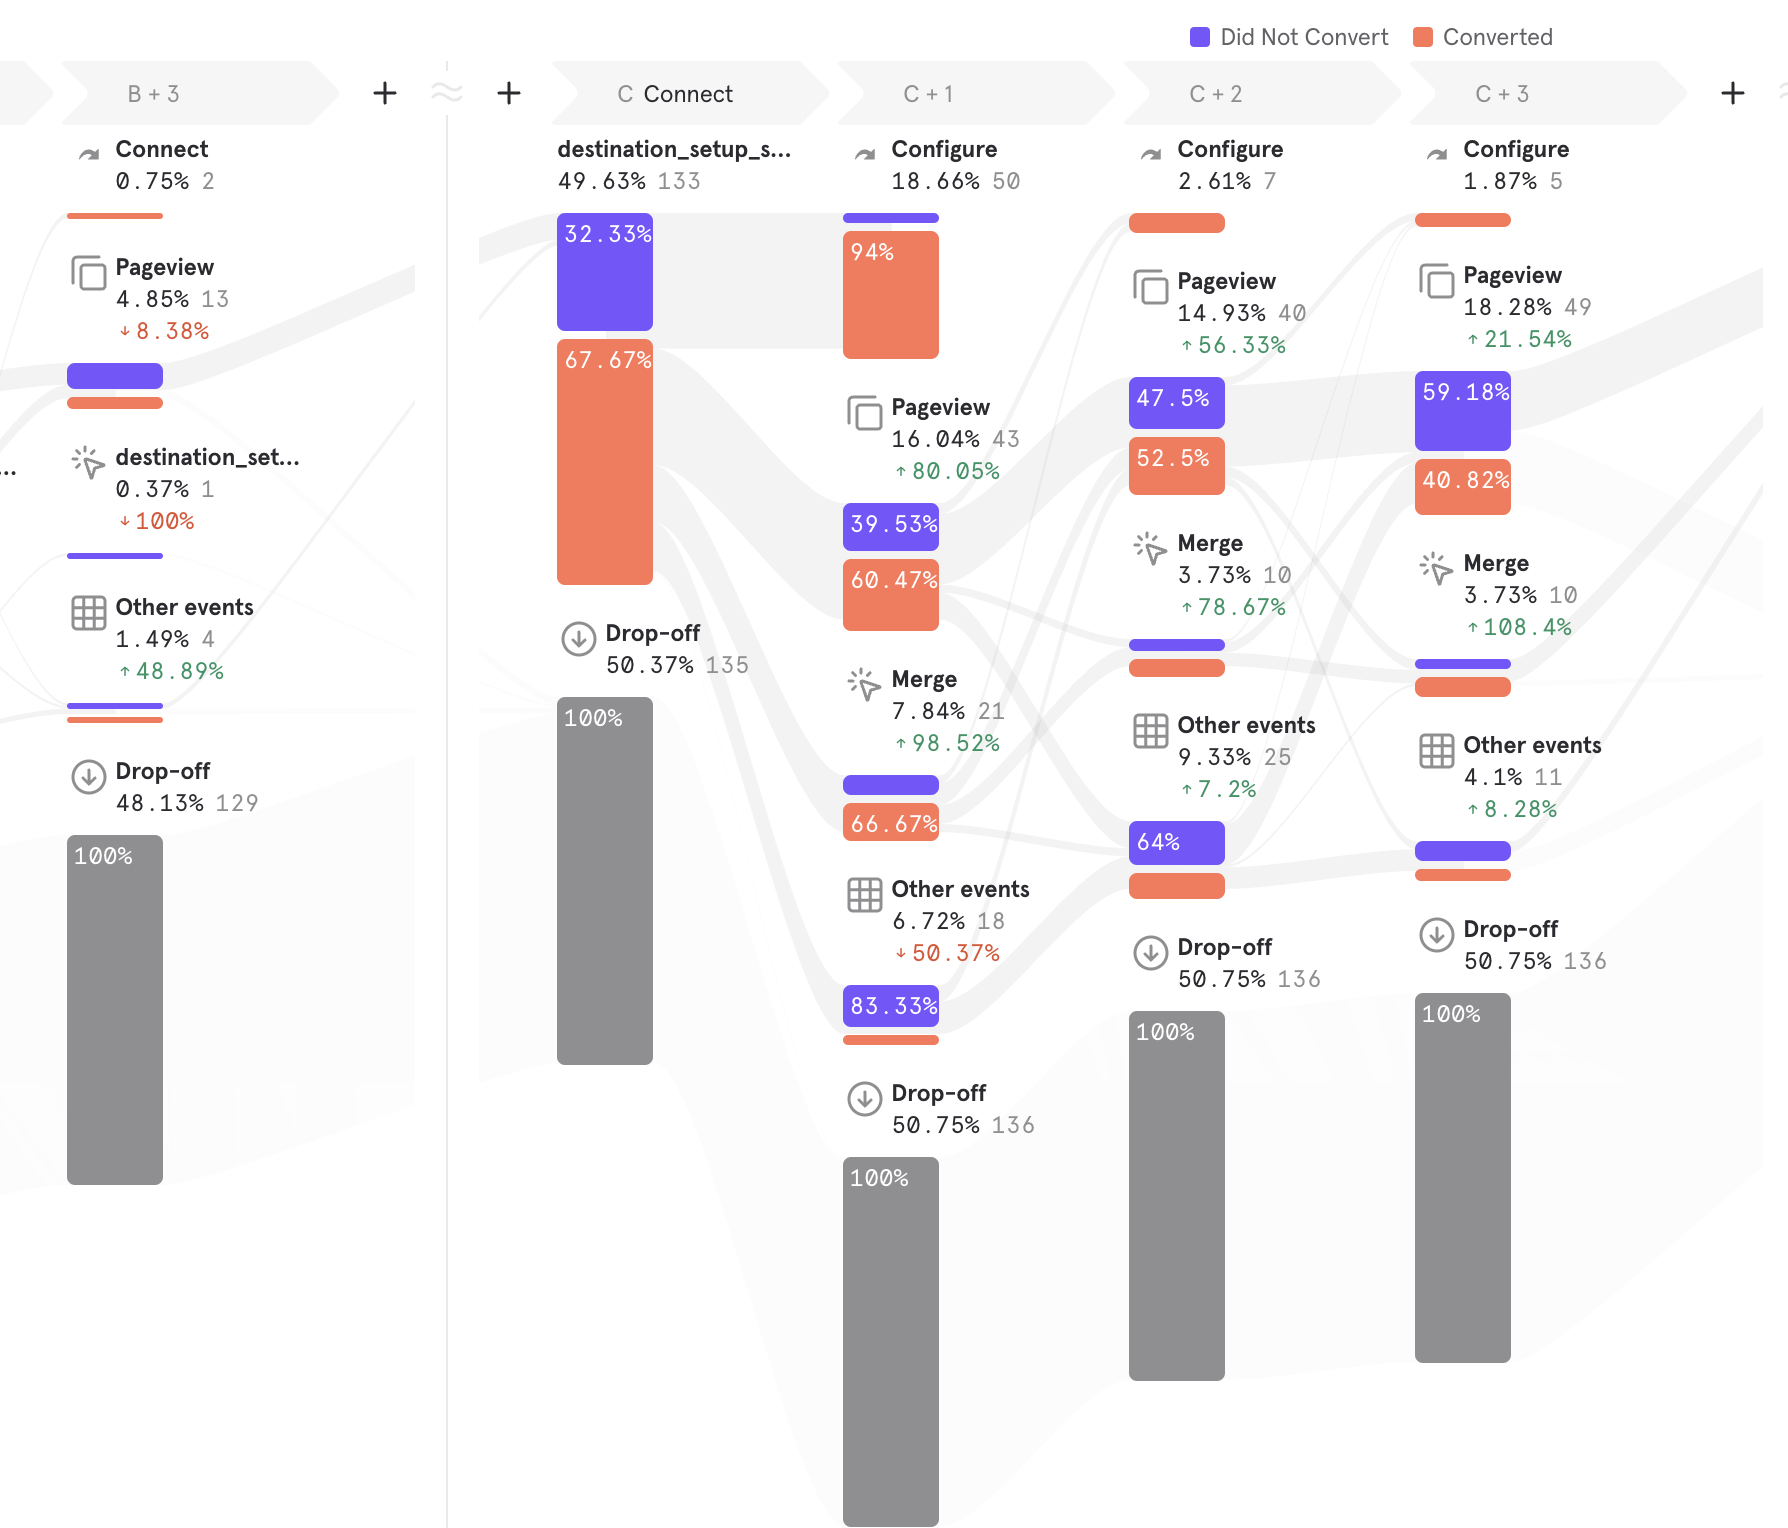 Did Not Convert
Converted
B + 3
C Connect
C + 1
C + 2
C + 3
Connect
0.75% 2
Pageview
4.85% 13
↓ 8.38%
...
destination_set...
0.37% 1
↓ 100%
Other events
1.49% 4
↑ 48.89%
Drop-off
48.13% 129
100%
destination_setup_s...
49.63% 133
32.33%
67.67%
Drop-off
50.37% 135
100%
Configure
18.66% 50
94%
Pageview
16.04% 43
↑ 80.05%
39.53%
60.47%
Merge
7.84% 21
↑ 98.52%
66.67%
Other events
6.72% 18
↓ 50.37%
83.33%
Drop-off
50.75% 136
100%
Configure
2.61% 7
Pageview
14.93% 40
↑ 56.33%
47.5%
52.5%
Merge
3.73% 10
↑ 78.67%
Other events
9.33% 25
↑ 7.2%
64%
Drop-off
50.75% 136
100%
Configure
1.87% 5
Pageview
18.28% 49
↑ 21.54%
59.18%
40.82%
Merge
3.73% 10
↑ 108.4%
Other events
4.1% 11
↑ 8.28%
Drop-off
50.75% 136
100%